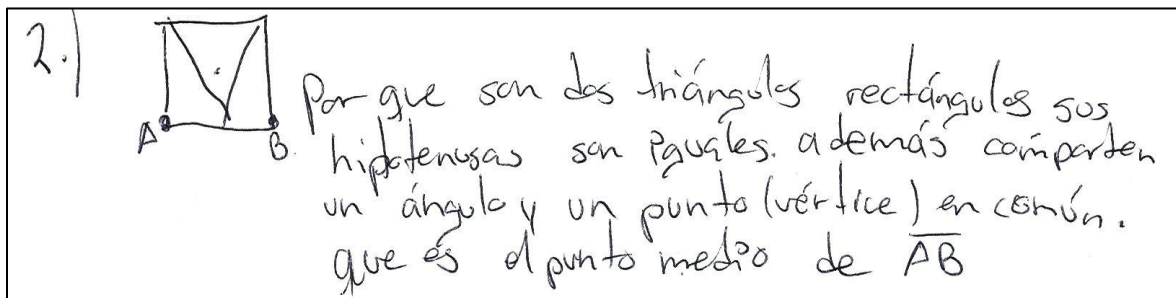 2.)
A B
Por que son dos triángulos rectángulos sus
hipotenusas son iguales. además comparten
un ángulo y un punto (vértice) en común.
que es el punto medio de AB